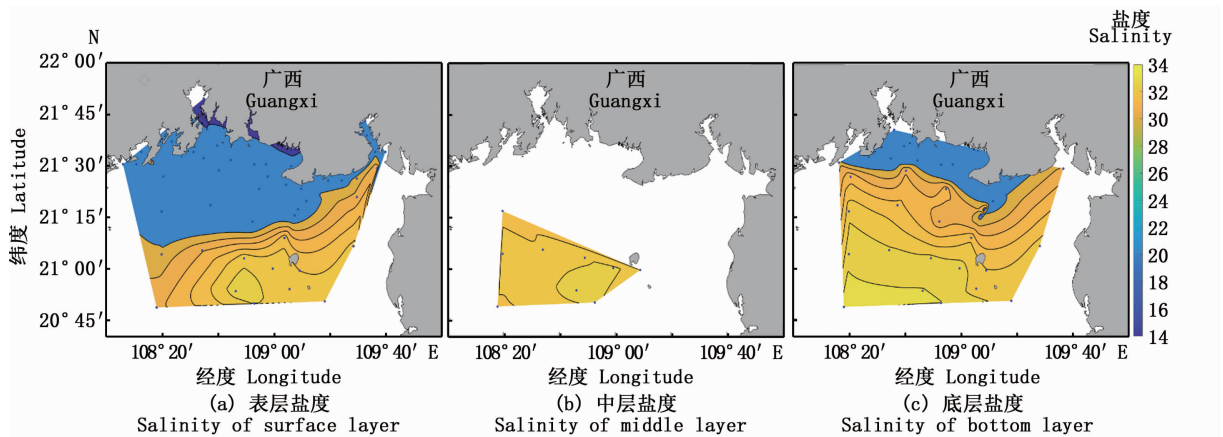 盐度
Salinity
N
22°00′
21°45′
21°30′
21°15′
21°00′
20°45′
纬度 Latitude
广西
Guangxi
108°20′ 109°00′ 109°40′ E
经度 Longitude
(a) 表层盐度
Salinity of surface layer
广西
Guangxi
108°20′ 109°00′ 109°40′ E
经度 Longitude
(b) 中层盐度
Salinity of middle layer
广西
Guangxi
108°20′ 109°00′ 109°40′ E
经度 Longitude
(c) 底层盐度
Salinity of bottom layer
34
32
30
28
26
24
22
20
18
16
14